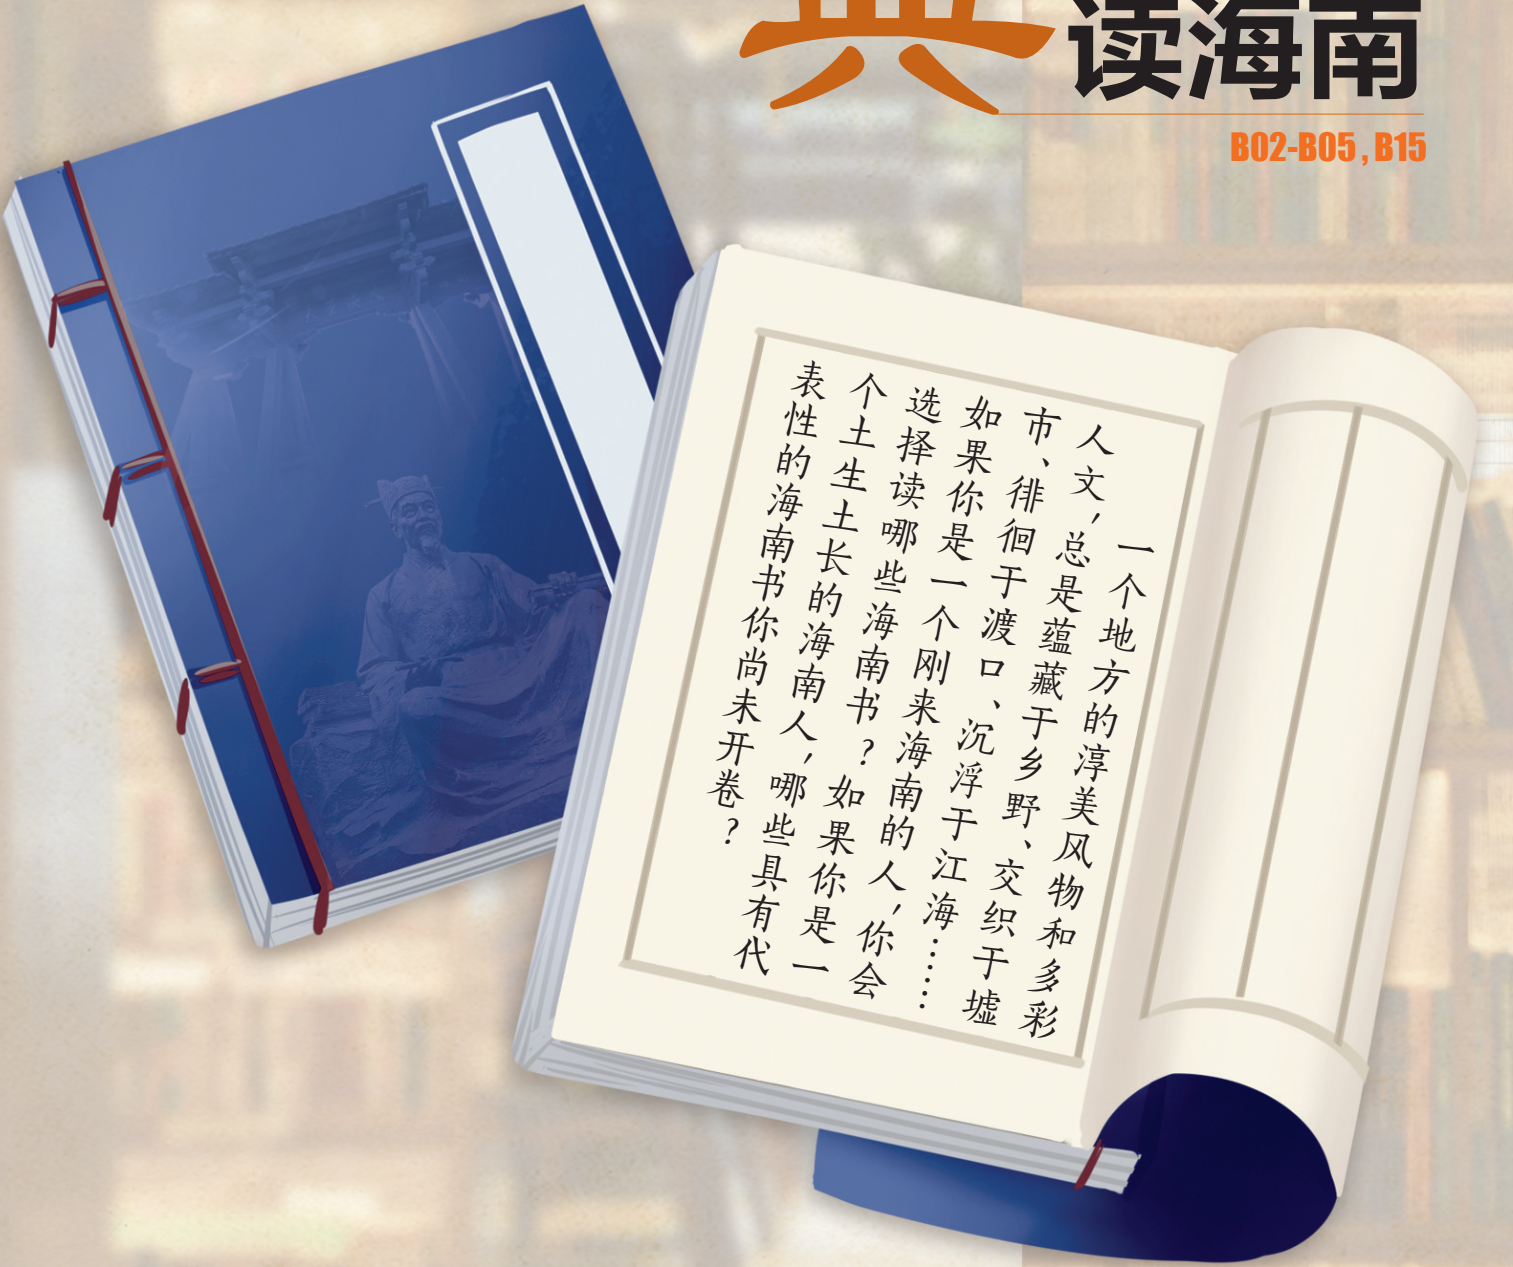 典读海南
B02-B05，B15
一个地方的淳美风物和多彩
人文，总是蕴藏于乡野、交织于墟
市、徘徊于渡口、沉浮于江海……
如果你是一个刚来海南的人，你会
选择读哪些海南书？如果你是一
个土生土长的海南人，哪些具有代
表性的海南书你尚未开卷？